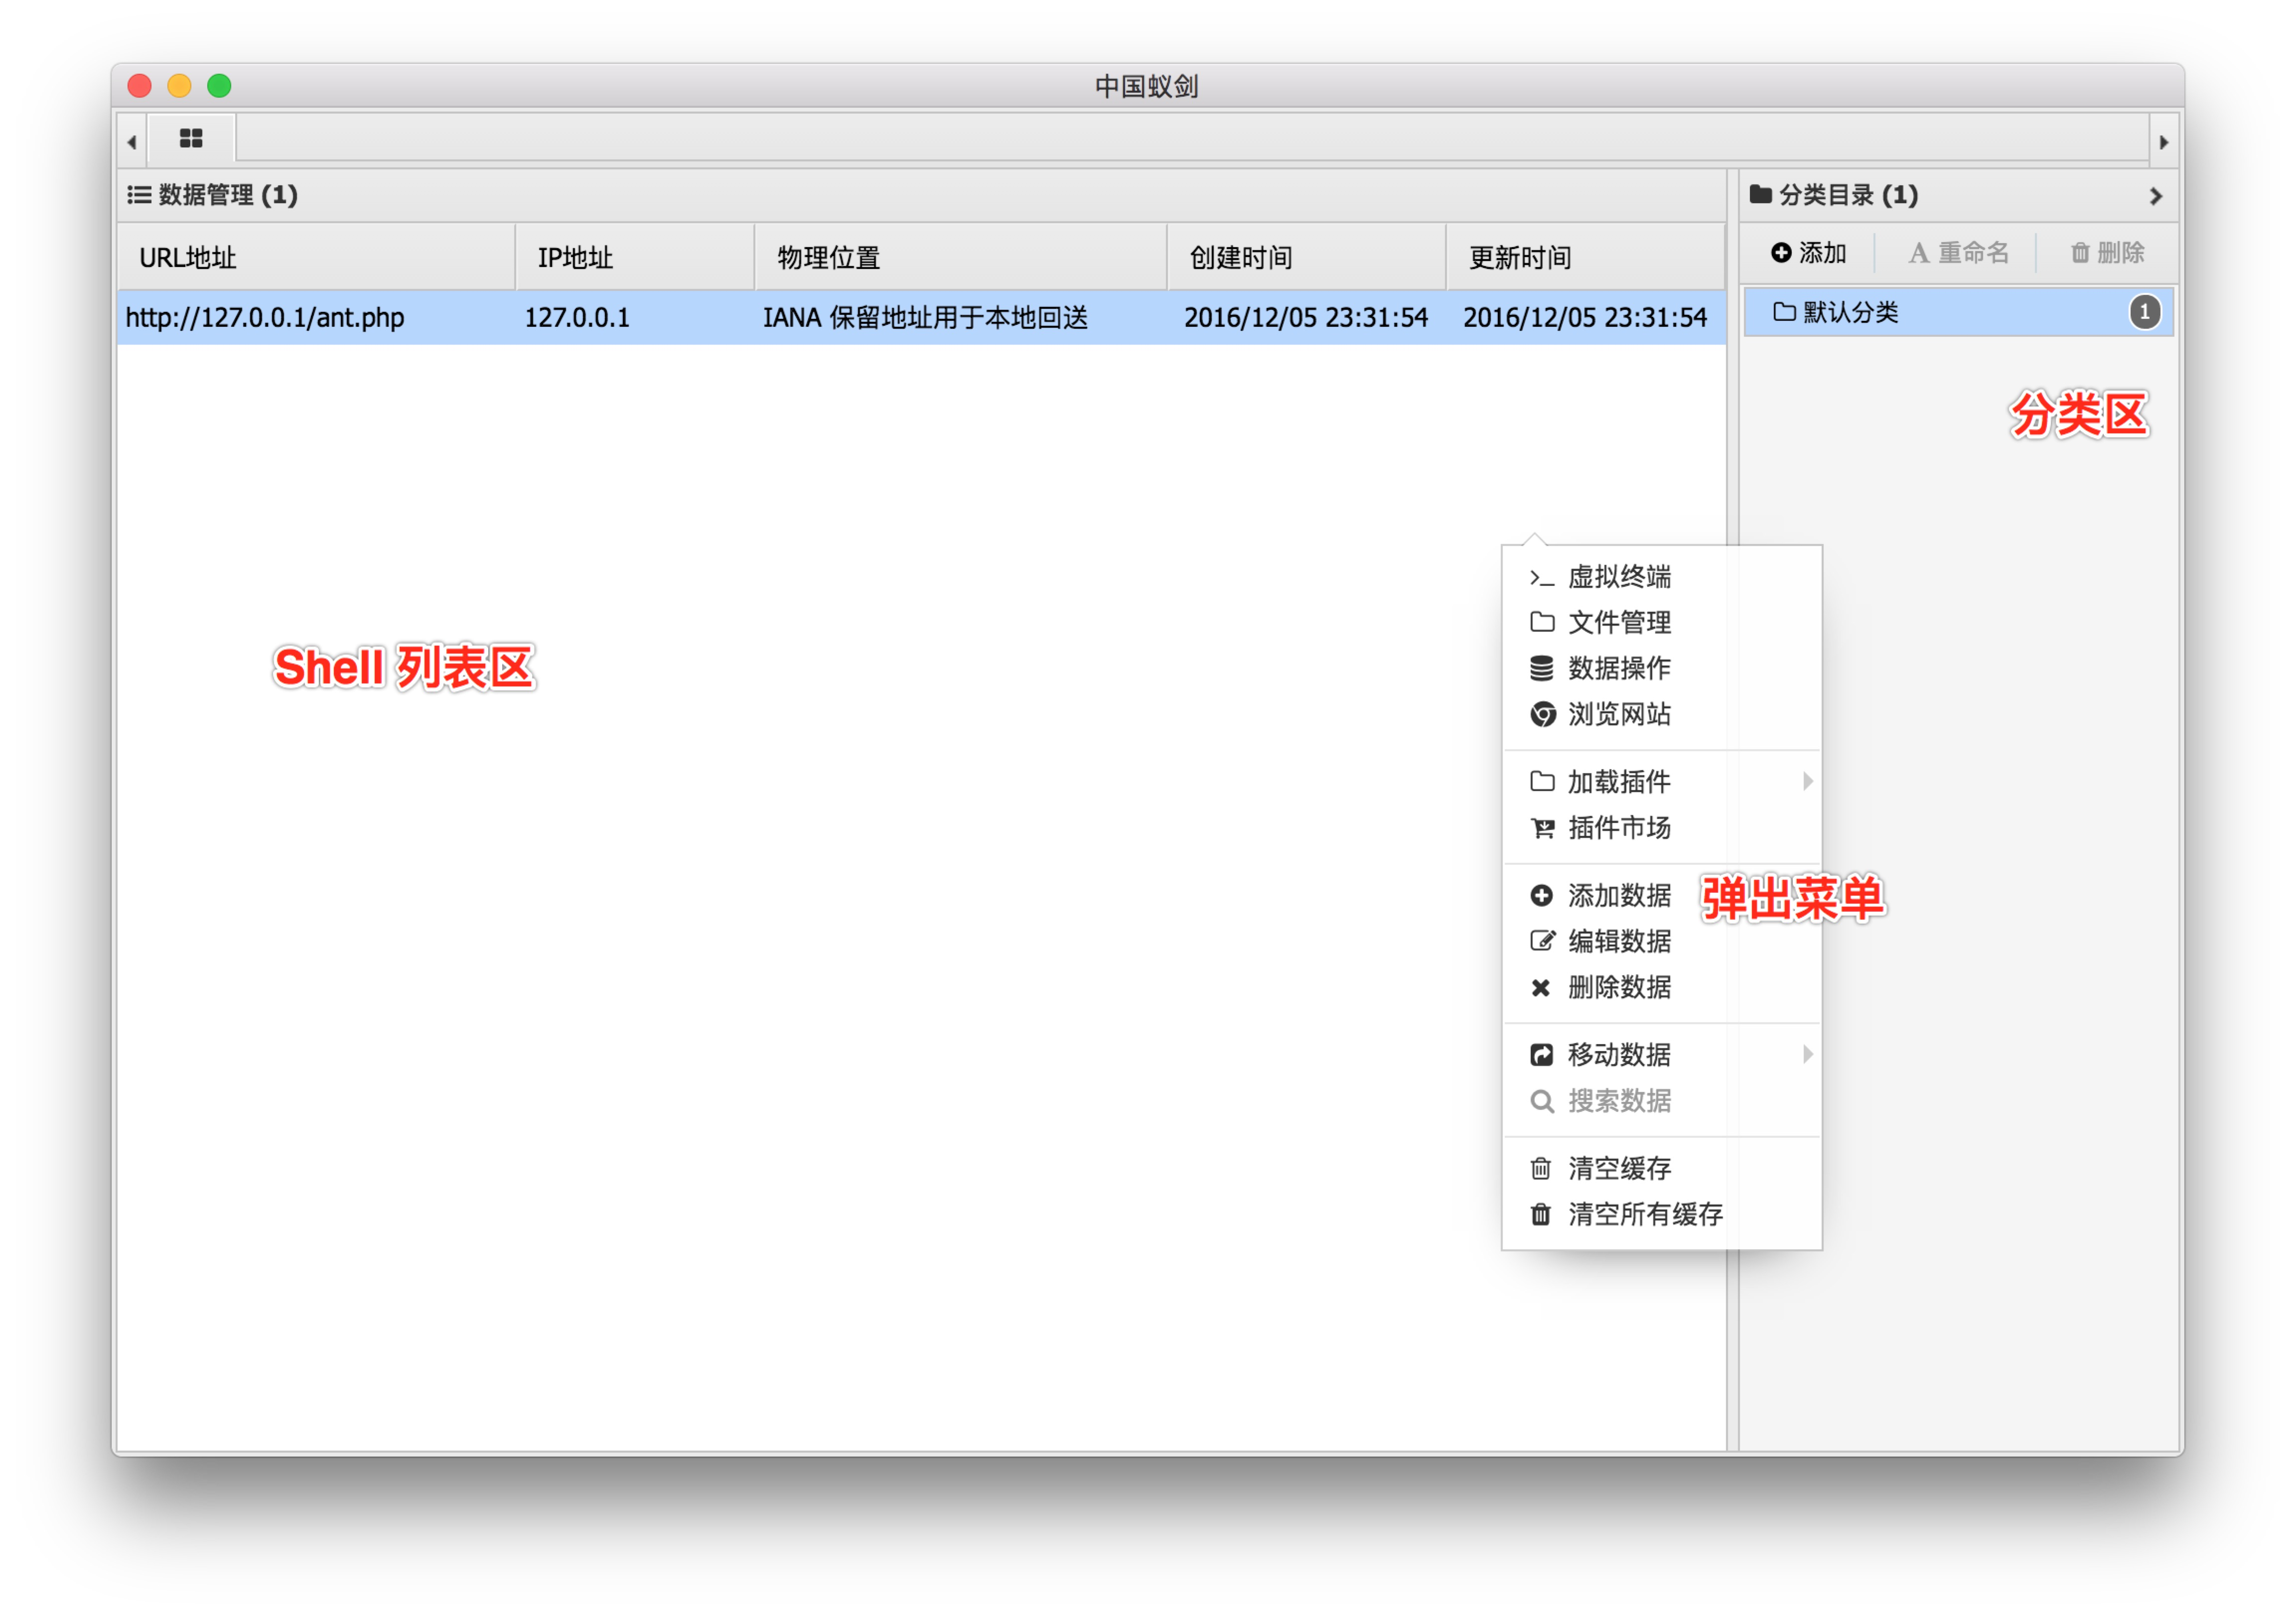 中国蚁剑
数据管理 (1)
分类目录 (1)
URL地址 IP地址 物理位置 创建时间 更新时间
添加 重命名 删除
http://127.0.0.1/ant.php 127.0.0.1 IANA 保留地址用于本地回送 2016/12/05 23:31:54 2016/12/05 23:31:54
默认分类 1
分类区
Shell 列表区
虚拟终端
文件管理
数据操作
浏览网站
加载插件
插件市场
添加数据
弹出菜单
编辑数据
删除数据
移动数据
搜索数据
清空缓存
清空所有缓存